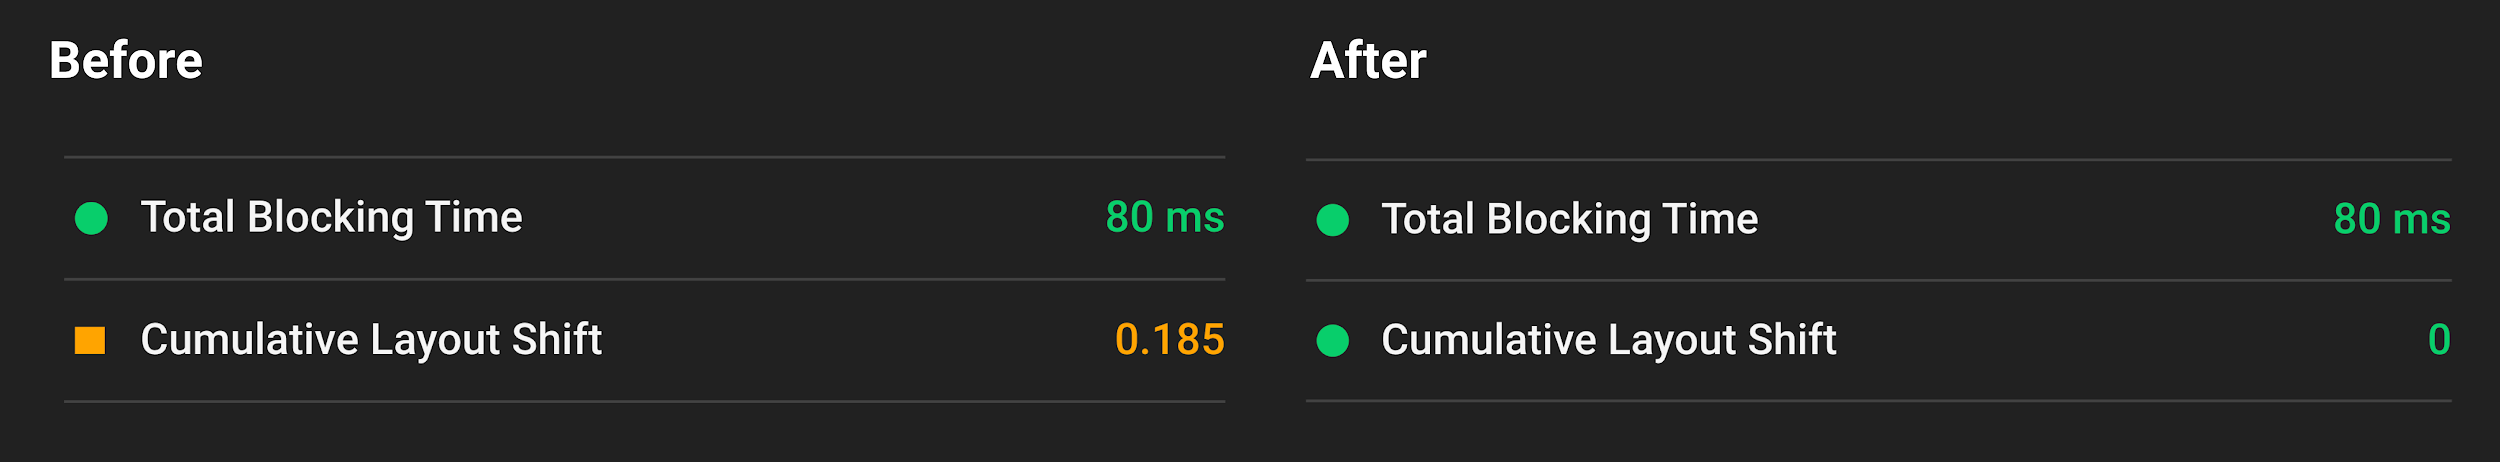 Before
Total Blocking Time 80 ms
Cumulative Layout Shift 0.185
After
Total Blocking Time 80 ms
Cumulative Layout Shift 0